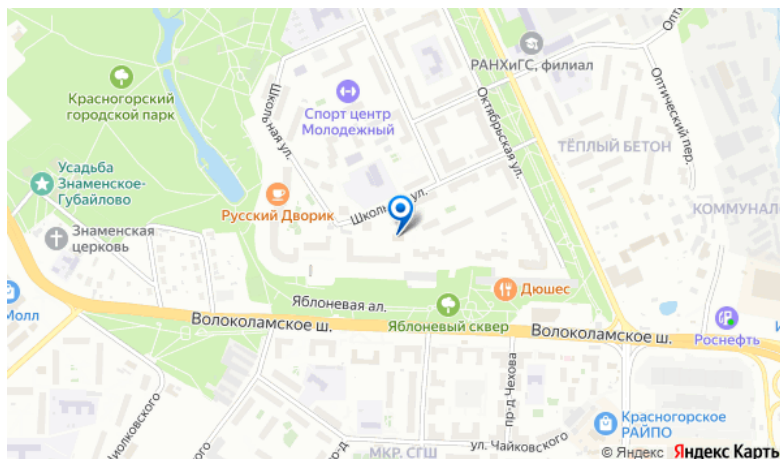 РАНХиГС, филиал
Оптический пер.
Красногорский
городской парк
Школьная ул.
Спорт центр
Молодежный
Октябрьская ул.
ТЁПЛЫЙ БЕТОН
Усадьба
Знаменское-
Губайлово
Русский Дворик
КОММУНАЛ
Знаменская
церковь
Дюшес
Яблоневая ал.
Молл
Волоколамское ш.
Яблоневый сквер
Волоколамское ш.
Роснефть
пр-д Чехова
Красногорское
РАЙПО
МКР. СГШ
ул. Чайковского
© Яндекс Яндекс Карты